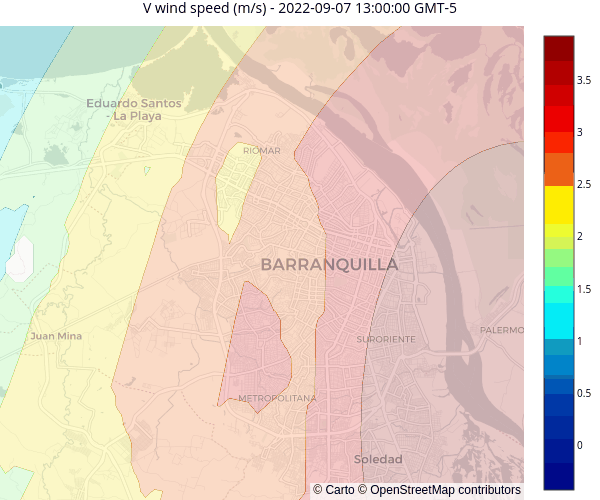 V wind speed (m/s) - 2022-09-07 13:00:00 GMT-5
Eduardo Santos
- La Playa
RIOMAR
BARRANQUILLA
Juan Mina
SURORIENTE
PALERMO
METROPOLITANA
Soledad
© Carto © OpenStreetMap contributors
3.5
3
2.5
2
1.5
1
0.5
0